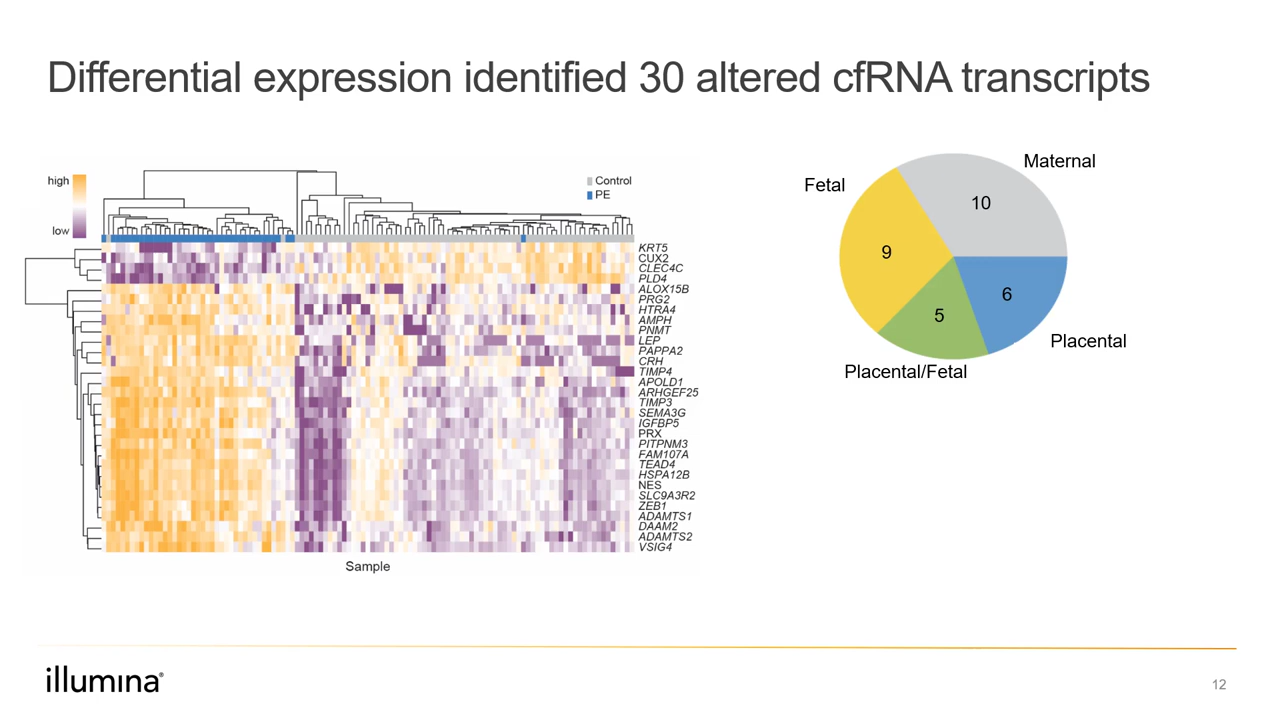 Differential expression identified 30 altered cfRNA transcripts
high
low
Control
PE
KRT5
CUX2
CLEC4C
PLD4
ALOX15B
PRG2
HTRA4
AMPH
PNMT
LEP
PAPPA2
CRH
TIMP4
APOLD1
ARHGEF25
TIMP3
SEMA3G
IGFBP5
PRX
PITPNM3
FAM107A
TEAD4
HSPA12B
NES
SLC9A3R2
ZEB1
ADAMTS1
DAAM2
ADAMTS2
VSIG4
Sample
Maternal
Fetal
10
9
6
5
Placental
Placental/Fetal
illumina®
12